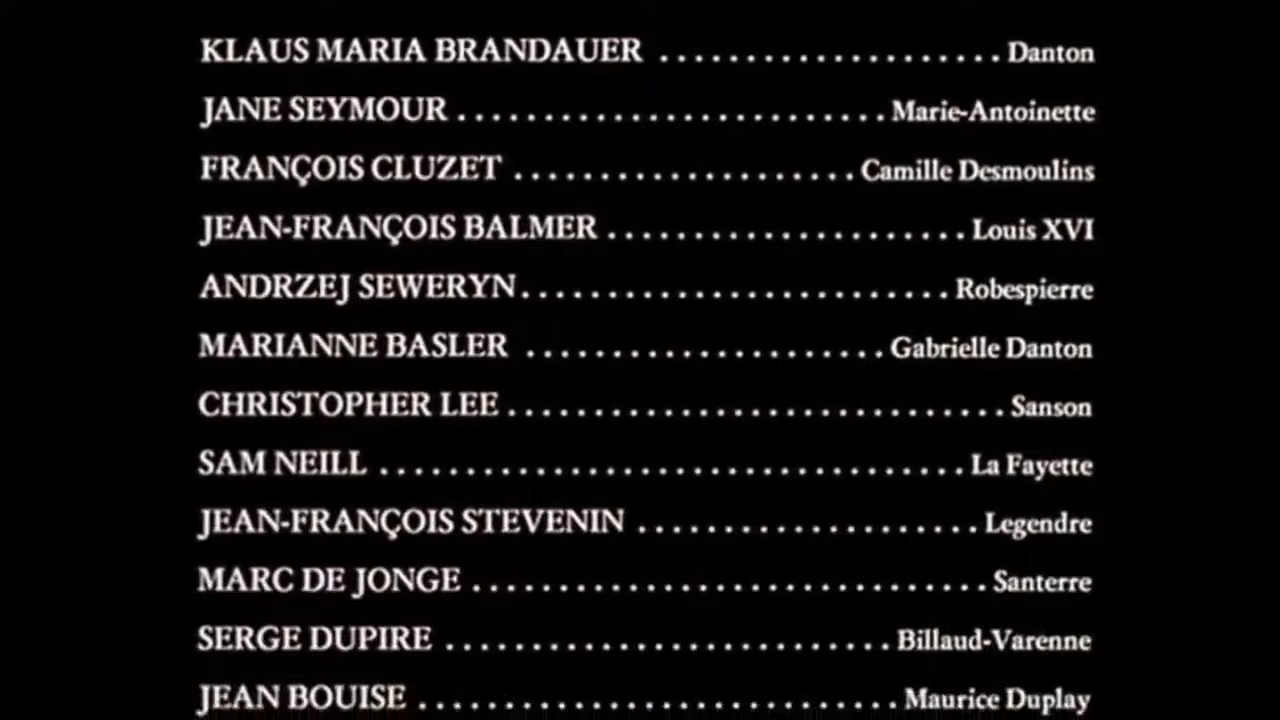 KLAUS MARIA BRANDAUER .................... Danton
JANE SEYMOUR ......................... Marie-Antoinette
FRANÇOIS CLUZET .................... Camille Desmoulins
JEAN-FRANÇOIS BALMER ..................... Louis XVI
ANDRZEJ SEWERYN ......................... Robespierre
MARIANNE BASLER ..................... Gabrielle Danton
CHRISTOPHER LEE ............................. Sanson
SAM NEILL .................................. La Fayette
JEAN-FRANÇOIS STEVENIN .................... Legendre
MARC DE JONGE .............................. Santerre
SERGE DUPIRE .......................... Billaud-Varenne
JEAN BOUISE ............................ Maurice Duplay